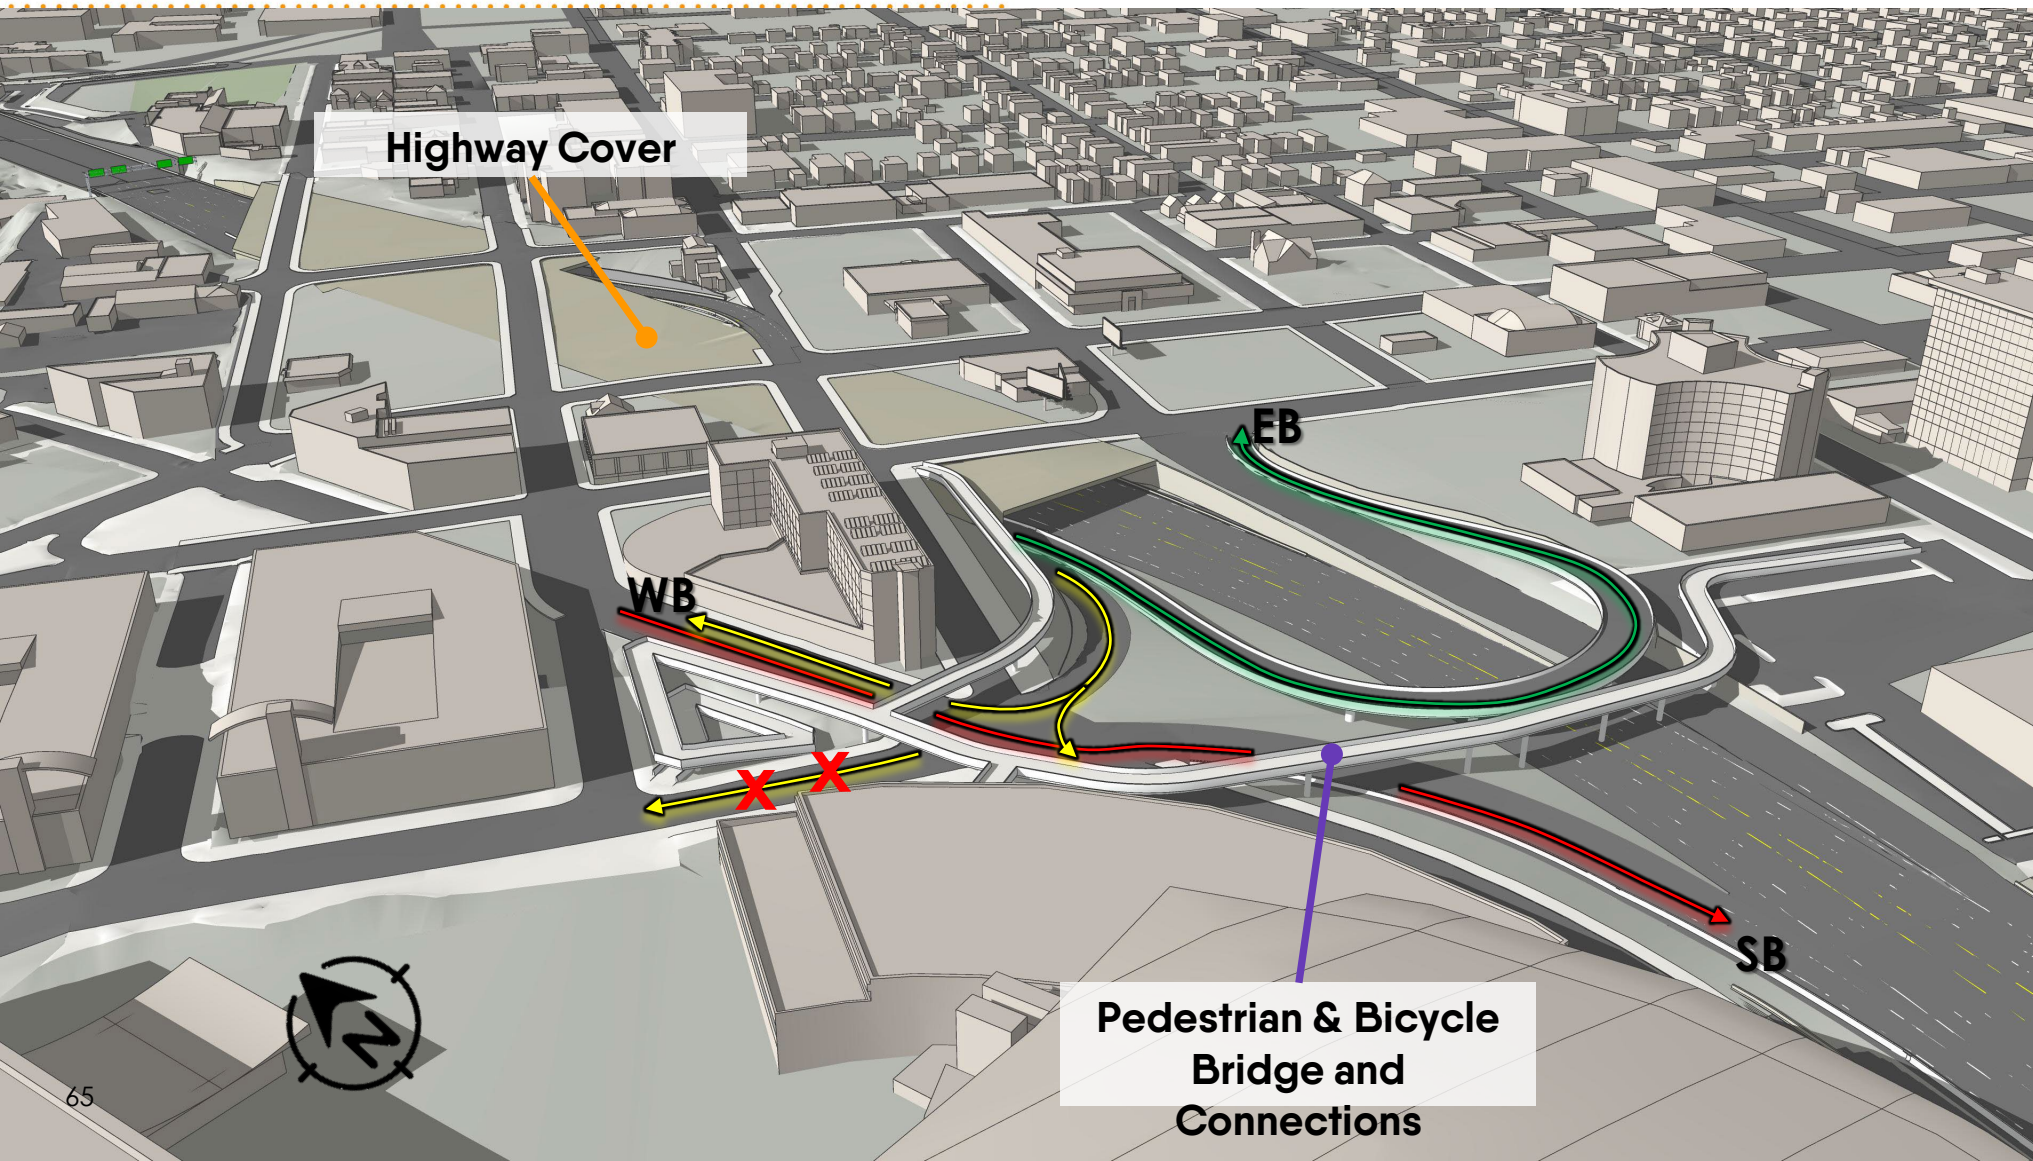 Highway Cover
EB
WB
X
X
SB
N
Pedestrian & Bicycle
Bridge and
Connections
65